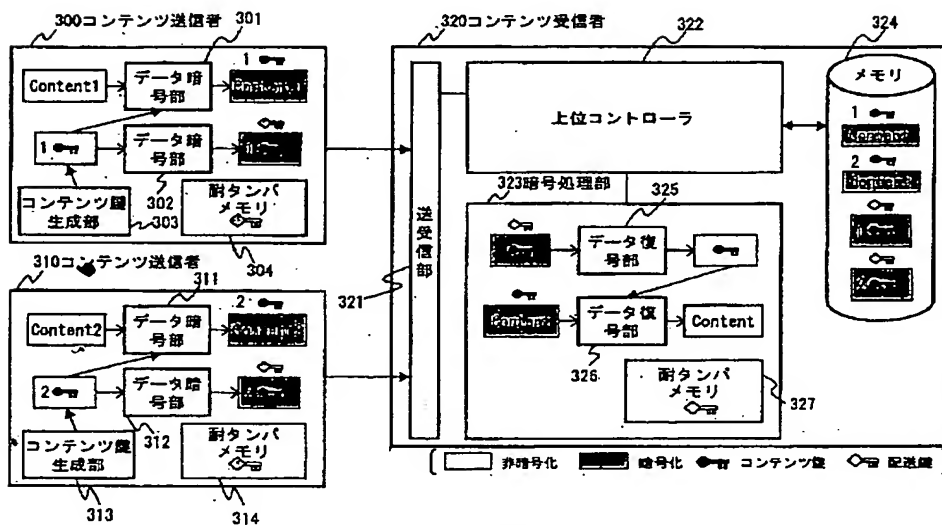 300コンテンツ送信者
301
Content1
データ暗
号部
1
Content1
1
データ暗
号部
302
コンテンツ鍵
生成部
303
耐タンパ
メモリ
304
310コンテンツ送信者
311
Content2
データ暗
号部
2
2
データ暗
号部
312
コンテンツ鍵
生成部
313
耐タンパ
メモリ
314
320コンテンツ受信者
322
324
送受信部
321
上位コントローラ
メモリ
1
2
323暗号処理部
325
データ復
号部
Content
データ復
号部
Content
326
耐タンパ
メモリ
327
非暗号化
暗号化
コンテンツ鍵
配送鍵